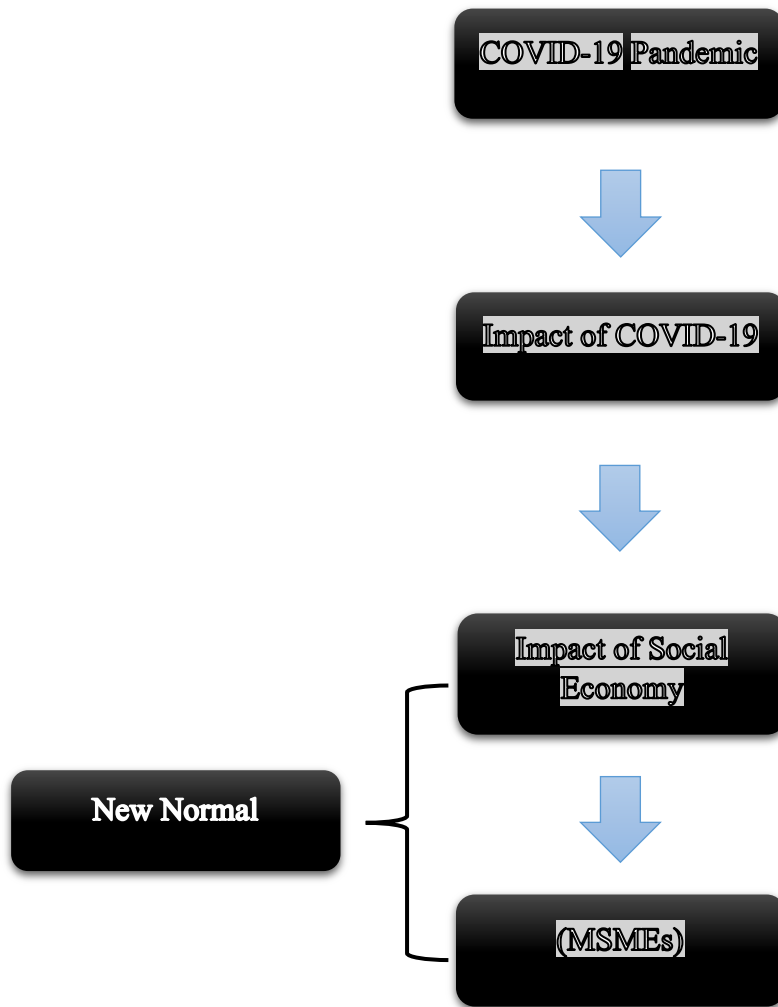 COVID-19 Pandemic
Impact of COVID-19
Impact of Social
Economy
New Normal
(MSMEs)